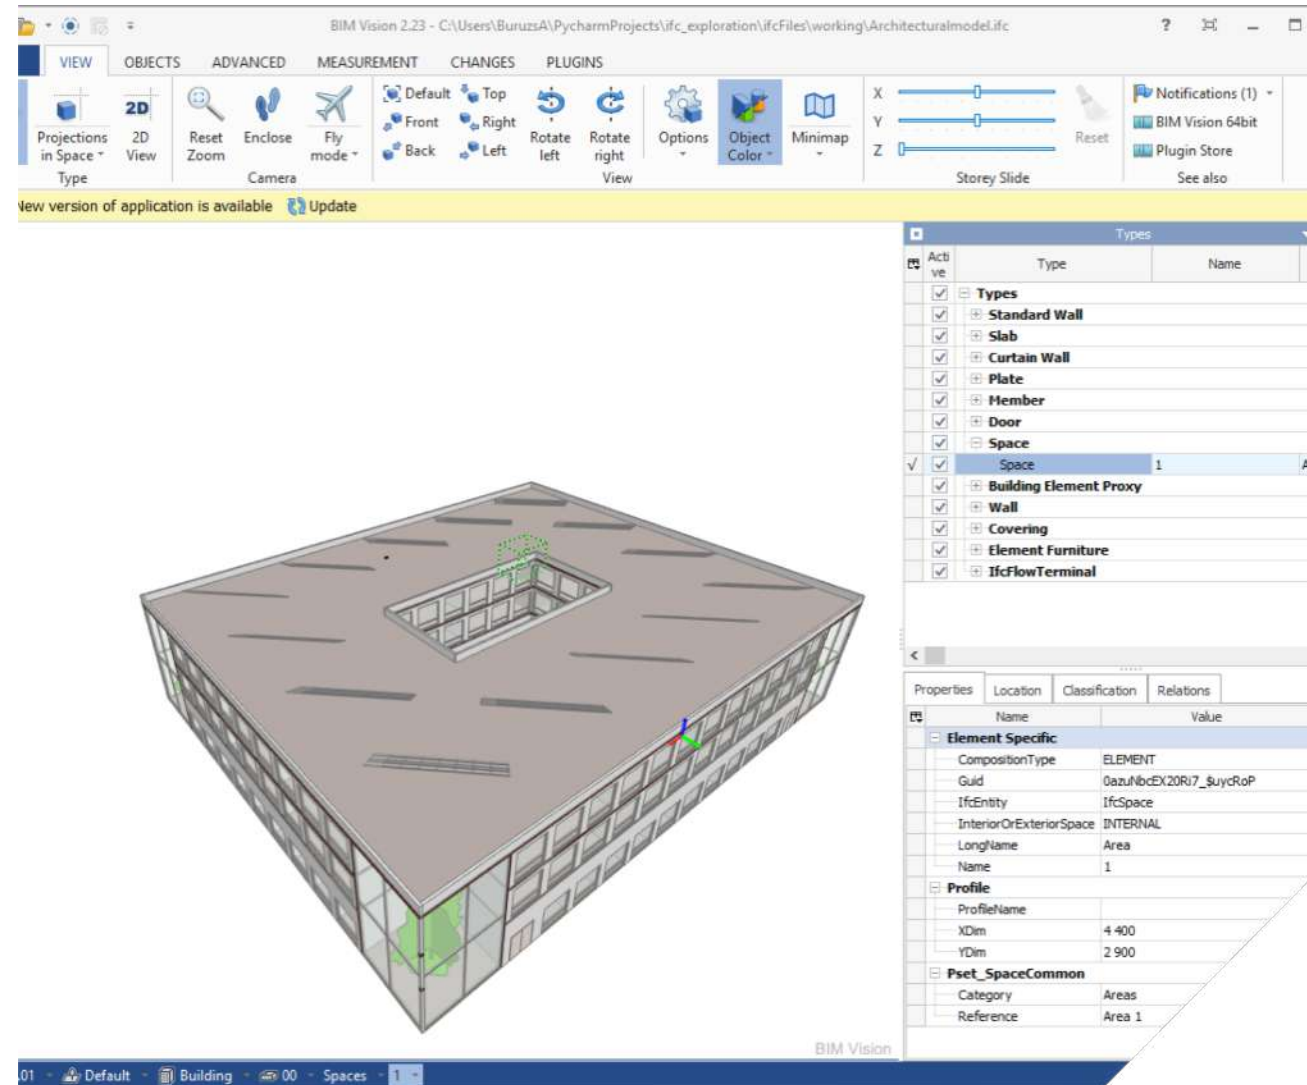 BIM Vision 2.23 - C:\Users\BuruzsA\PycharmProjects\ifc_exploration\ifcFiles\working\Architecturalmodel.ifc ?
VIEW OBJECTS ADVANCED MEASUREMENT CHANGES PLUGINS
Projections in Space
2D
2D View
Type
Reset Zoom
Enclose
Fly mode
Camera
Default Top
Front Right
Back Left
Rotate left
Rotate right
Options
Object Color
Minimap
View
X
Y
Z
Reset
Storey Slide
Notifications (1)
BIM Vision 64bit
Plugin Store
See also
New version of application is available Update
Types
Active Type Name
Types
Standard Wall
Slab
Curtain Wall
Plate
Member
Door
Space
Space 1
Building Element Proxy
Wall
Covering
Element Furniture
IfcFlowTerminal
Properties Location Classification Relations
Name Value
Element Specific
CompositionType ELEMENT
Guid 0azuNbcEX20Ri7_$uycRoP
IfcEntity IfcSpace
InteriorOrExteriorSpace INTERNAL
LongName Area
Name 1
Profile
ProfileName
XDim 4 400
YDim 2 900
Pset_SpaceCommon
Category Areas
Reference Area 1
BIM Vision
.01 Default Building 00 Spaces 1